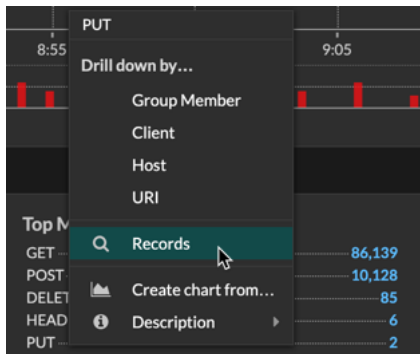 PUT
8:55
9:05
Drill down by...
Group Member
Client
Host
URI
Top M
Records
GET 86,139
POST 10,128
Create chart from...
DELET 85
HEAD 6
Description
PUT 2